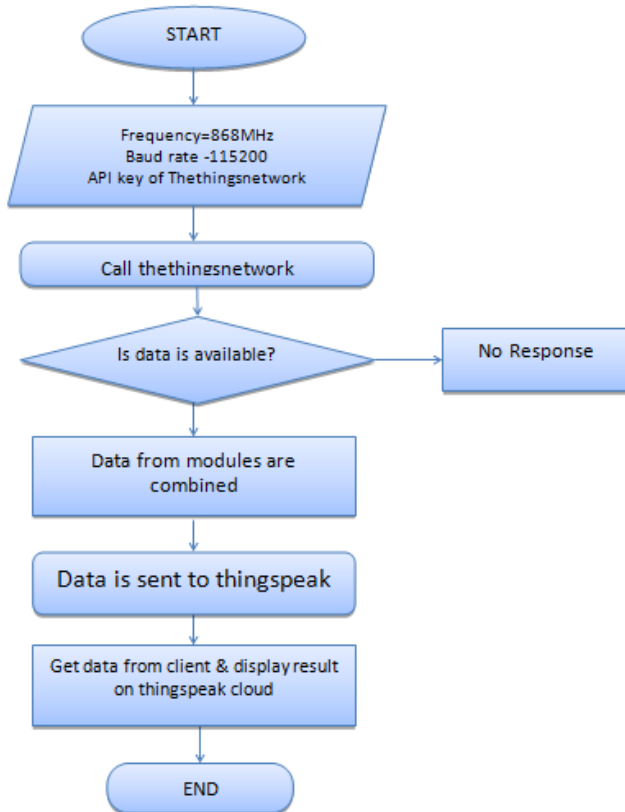 START
Frequency=868MHz
Baud rate -115200
API key of Thethingsnetwork
Call thethingsnetwork
Is data is available?
No Response
Data from modules are
combined
Data is sent to thingspeak
Get data from client & display result
on thingspeak cloud
END